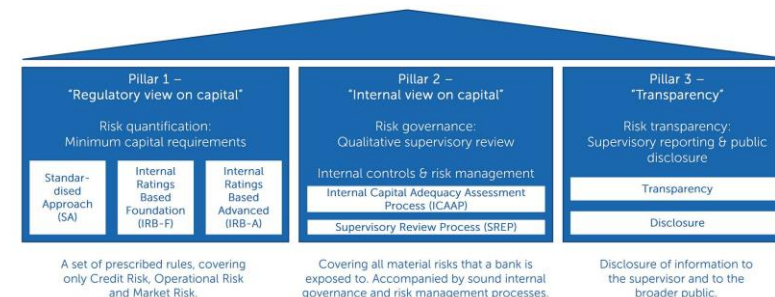 Pillar 1 –
"Regulatory view on capital"
Risk quantification:
Minimum capital requirements
Standar-
dised
Approach
(SA)
Internal
Ratings
Based
Foundation
(IRB-F)
Internal
Ratings
Based
Advanced
(IRB-A)
A set of prescribed rules, covering
only Credit Risk, Operational Risk
and Market Risk.
Pillar 2 –
"Internal view on capital"
Risk governance:
Qualitative supervisory review
Internal controls & risk management
Internal Capital Adequacy Assessment
Process (ICAAP)
Supervisory Review Process (SREP)
Covering all material risks that a bank is
exposed to. Accompanied by sound internal
governance and risk management processes.
Pillar 3 –
"Transparency"
Risk transparency:
Supervisory reporting & public
disclosure
Transparency
Disclosure
Disclosure of information to
the supervisor and to the
broader public.